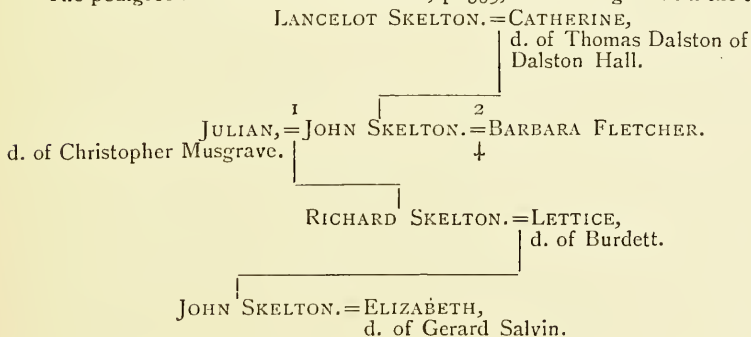 LANCELOT SKELTON.=CATHERINE,
d. of Thomas Dalston of
Dalston Hall.
1 2
JULIAN,=JOHN SKELTON.=BARBARA FLETCHER.
d. of Christopher Musgrave.
RICHARD SKELTON.=LETTICE,
d. of Burdett.
JOHN SKELTON.=ELIZABETH,
d. of Gerard Salvin.